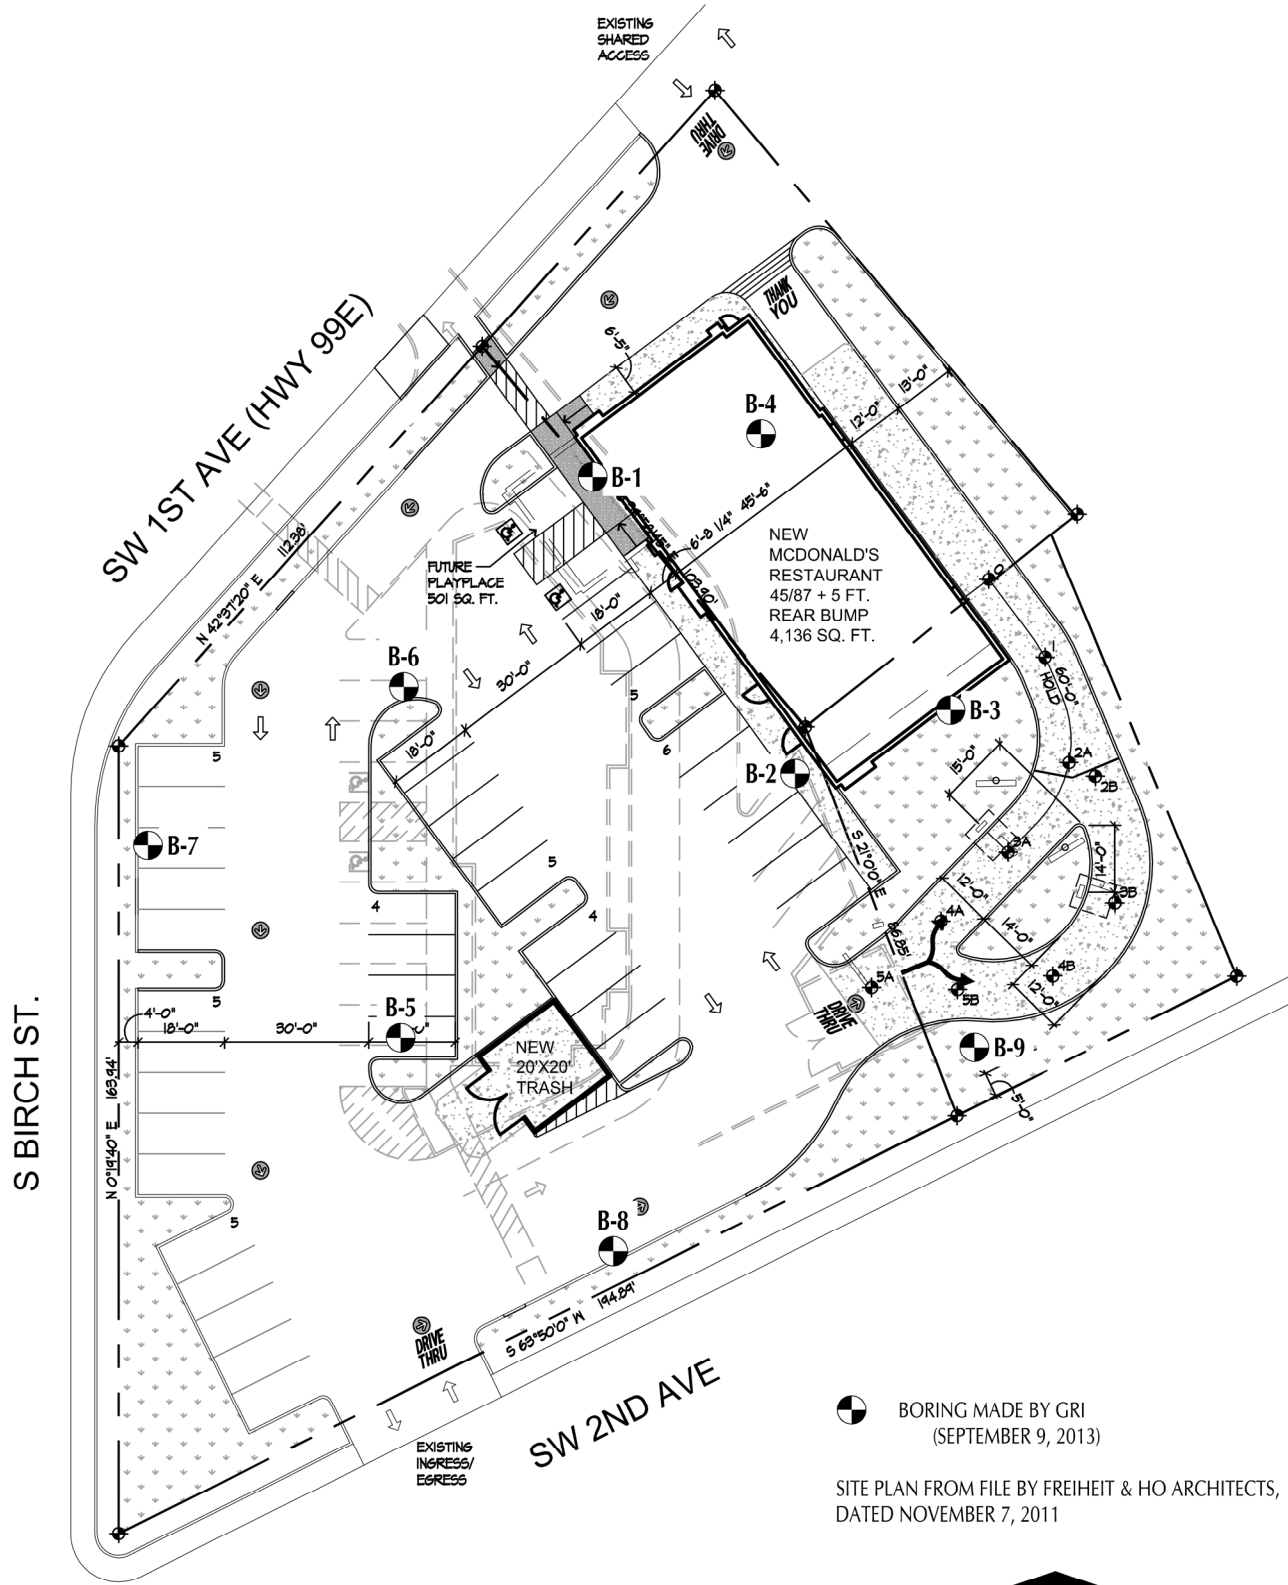 EXISTING
SHARED
ACCESS
DRIVE
THRU
THANK
YOU
6'-5"
SW 1ST AVE (HWY 99E)
13'-0"
12'-0"
B-4
B-1
6'-8 1/4" 45'-6"
112.38'
N 42°37'20" E
FUTURE
PLAYPLACE
501 SQ. FT.
103.90'
NEW
MCDONALD'S
RESTAURANT
45/87 + 5 FT.
REAR BUMP
4,136 SQ. FT.
18'-0"
30'-0"
18'-0"
B-6
B-3
B-2
1
60'-0"
HOLD
2A
2B
15'-0"
3A
3B
14'-0"
12'-0"
14'-0"
4A
4B
12'-0"
5A
5B
S 21°0'0" E
86.85'
5
5
6
B-7
5
4
4
5
DRIVE
THRU
B-5
B-9
5'-0"
4'-0"
18'-0"
30'-0"
NEW
20'X20'
TRASH
N 0°19'40" E 163.94'
S BIRCH ST.
5
B-8
S 63°50'0" W 194.89'
DRIVE
THRU
SW 2ND AVE
EXISTING
INGRESS/
EGRESS
BORING MADE BY GRI
(SEPTEMBER 9, 2013)
SITE PLAN FROM FILE BY FREIHEIT & HO ARCHITECTS,
DATED NOVEMBER 7, 2011